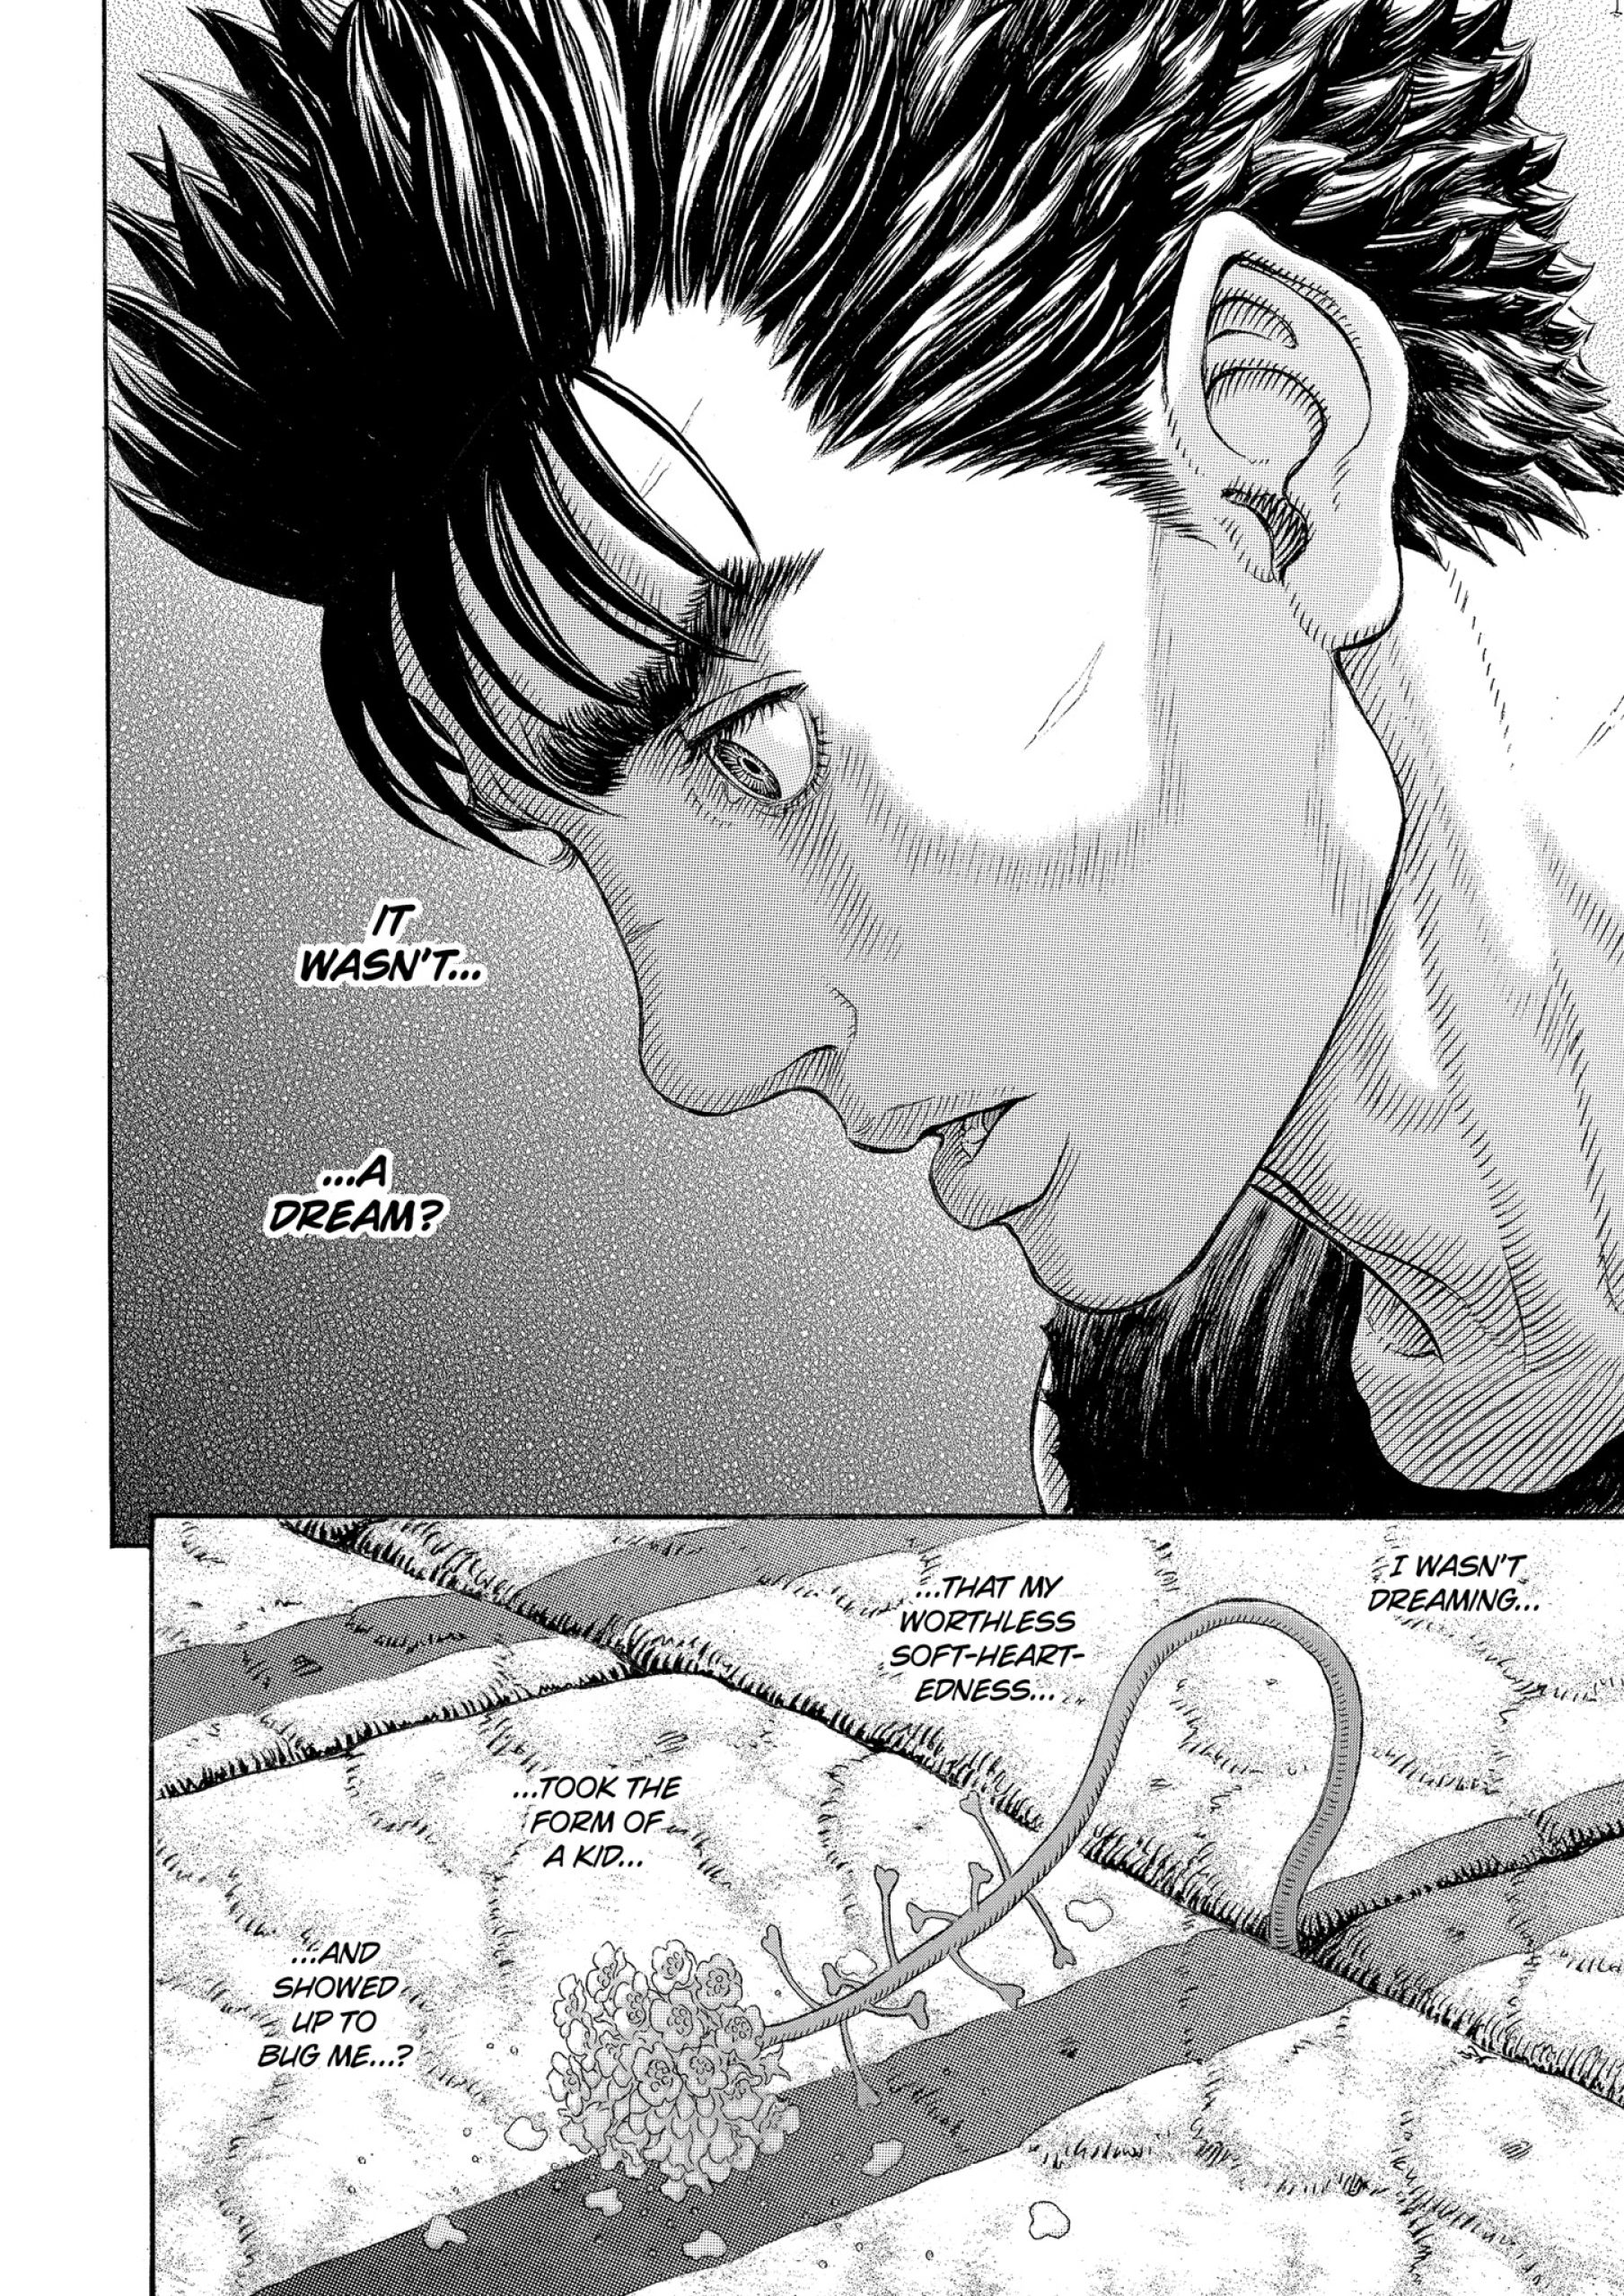 IT
WASN'T...
...A
DREAM?
I WASN'T
DREAMING...
...THAT MY
WORTHLESS
SOFT-HEART-
EDNESS...
...TOOK THE
FORM OF
A KID...
...AND
SHOWED
UP TO
BUG ME...?